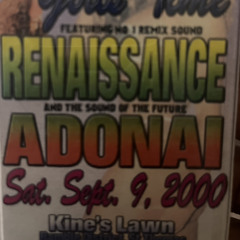 Time
FEATURING NO 1 REMIX SOUND
RENAISSANCE
AND THE SOUND OF THE FUTURE
ADONAI
Sat. Sept. 9, 2000
Kine's Lawn